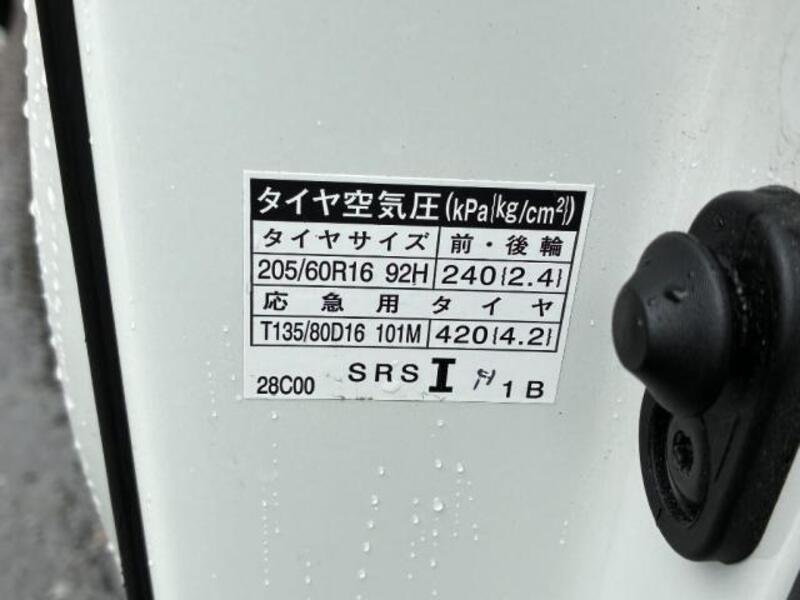 タイヤ空気圧(kPa{kg/cm²})
タイヤサイズ 前・後輪
205/60R16 92H 240{2.4}
応急用タイヤ
T135/80D16 101M 420{4.2}
28C00 SRS I 1B